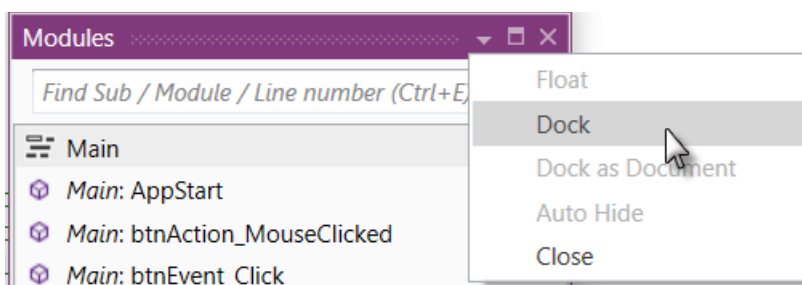 Modules
Find Sub / Module / Line number (Ctrl+E)
Main
Main: AppStart
Main: btnAction_MouseClicked
Main: btnEvent_Click
Float
Dock
Dock as Document
Auto Hide
Close